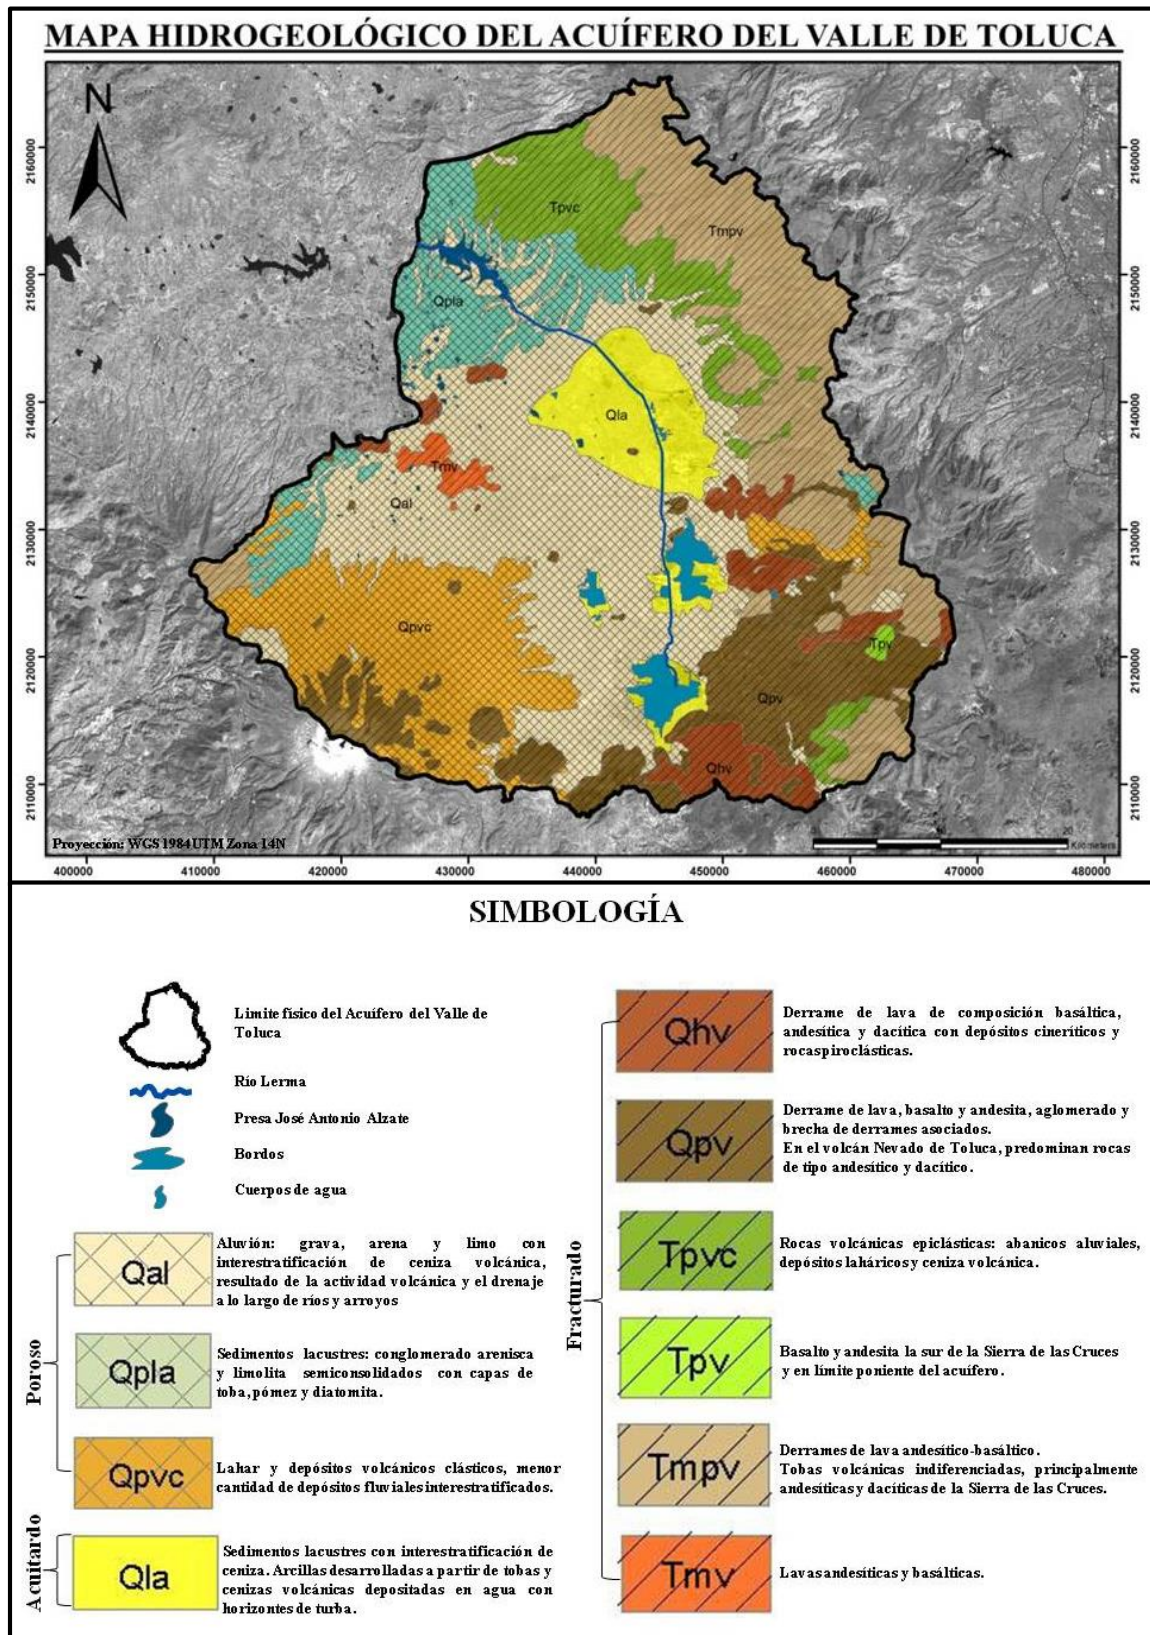 MAPA HIDROGEOLÓGICO DEL ACUÍFERO DEL VALLE DE TOLUCA
N
2160000
2150000
2140000
2130000
2120000
2110000
2160000
2150000
2140000
2130000
2120000
2110000
Tpvc
Tmpv
Qpla
Qla
Tmv
Qal
Qpvc
Tpv
Qpv
Qhv
Proyección: WGS 1984 UTM Zona 14N
20
Kilometers
400000 410000 420000 430000 440000 450000 460000 470000 480000
SIMBOLOGÍA
Limite físico del Acuífero del Valle de
Toluca
Río Lerma
Presa José Antonio Alzate
Bordos
Cuerpos de agua
Poroso
Qal
Aluvión: grava, arena y limo con
interestratificación de ceniza volcánica,
resultado de la actividad volcánica y el drenaje
a lo largo de ríos y arroyos
Qpla
Sedimentos lacustres: conglomerado arenisca
y limolita semiconsolidados con capas de
toba, pómez y diatomita.
Qpvc
Lahar y depósitos volcánicos clásticos, menor
cantidad de depósitos fluviales interestratificados.
Acuitardo
Qla
Sedimentos lacustres con interestratificación de
ceniza. Arcillas desarrolladas a partir de tobas y
cenizas volcánicas depositadas en agua con
horizontes de turba.
Fracturado
Qhv
Derrame de lava de composición basáltica,
andesítica y dacítica con depósitos cineríticos y
rocas piroclásticas.
Qpv
Derrame de lava, basalto y andesita, aglomerado y
brecha de derrames asociados.
En el volcán Nevado de Toluca, predominan rocas
de tipo andesítico y dacítico.
Tpvc
Rocas volcánicas epiclásticas: abanicos aluviales,
depósitos laháricos y ceniza volcánica.
Tpv
Basalto y andesita la sur de la Sierra de las Cruces
y en límite poniente del acuífero.
Tmpv
Derrames de lava andesítico-basáltico.
Tobas volcánicas indiferenciadas, principalmente
andesíticas y dacíticas de la Sierra de las Cruces.
Tmv
Lavas andesíticas y basálticas.